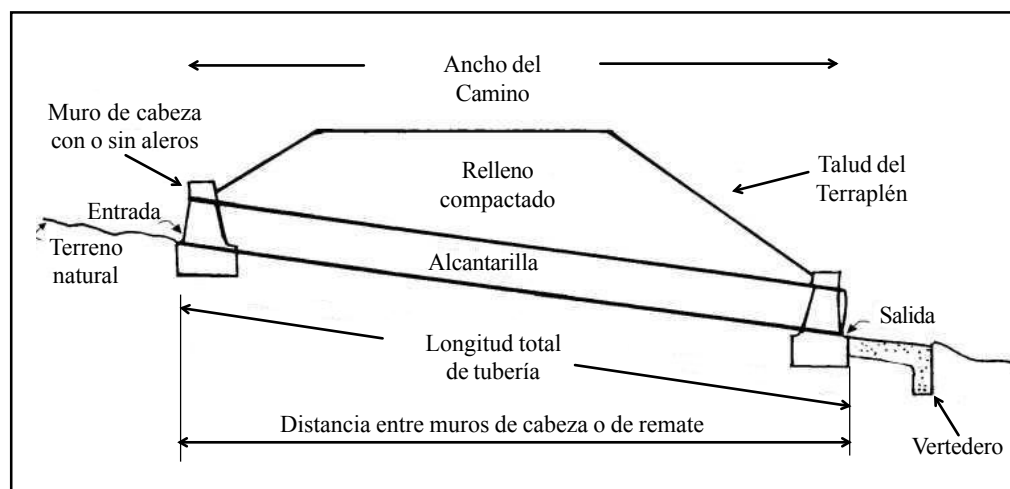 Ancho del
Camino
Muro de cabeza
con o sin aleros
Relleno
compactado
Talud del
Terraplén
Entrada
Terreno
natural
Alcantarilla
Salida
Longitud total
de tubería
Distancia entre muros de cabeza o de remate
Vertedero